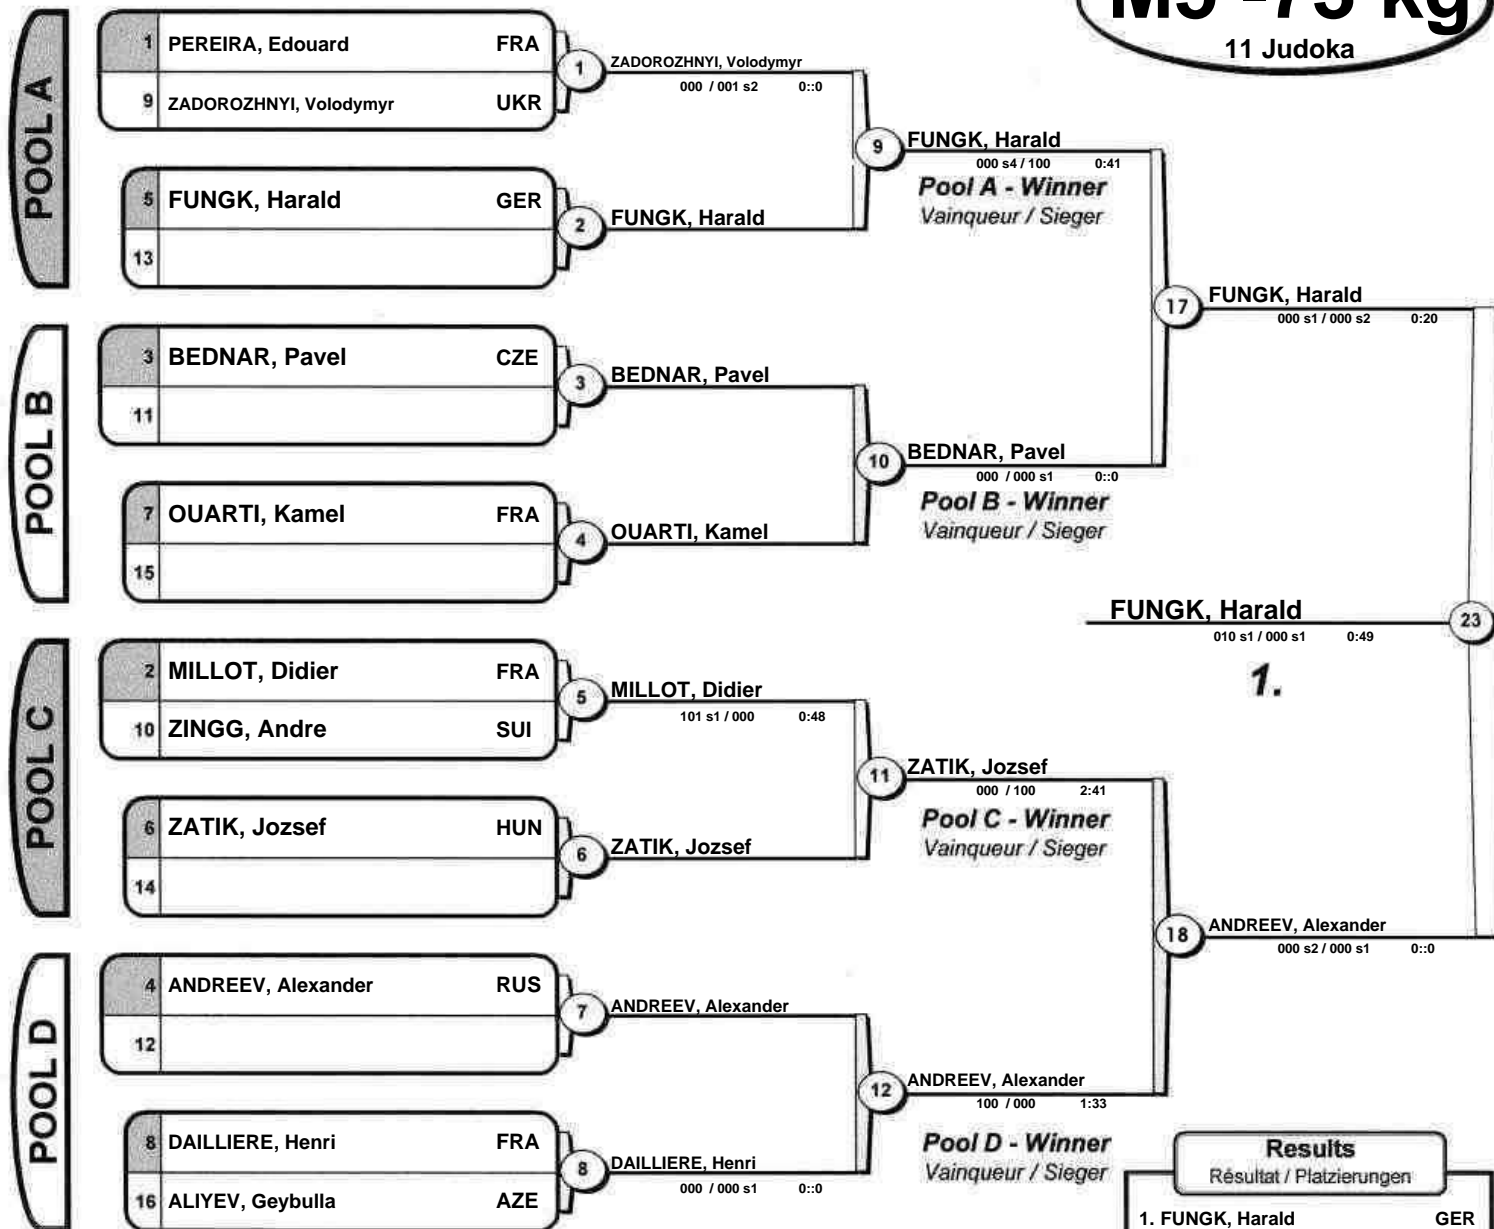 M5 -73 kg
11 Judoka
POOL A
1 PEREIRA, Edouard FRA
9 ZADOROZHNYI, Volodymyr UKR
1 ZADOROZHNYI, Volodymyr
000 / 001 s2 0::0
5 FUNGK, Harald GER
13
2 FUNGK, Harald
9 FUNGK, Harald
000 s4 / 100 0:41
Pool A - Winner
Vainqueur / Sieger
POOL B
3 BEDNAR, Pavel CZE
11
3 BEDNAR, Pavel
7 OUARTI, Kamel FRA
15
4 OUARTI, Kamel
10 BEDNAR, Pavel
000 / 000 s1 0::0
Pool B - Winner
Vainqueur / Sieger
17 FUNGK, Harald
000 s1 / 000 s2 0:20
FUNGK, Harald 23
010 s1 / 000 s1 0:49
1.
POOL C
2 MILLOT, Didier FRA
10 ZINGG, Andre SUI
5 MILLOT, Didier
101 s1 / 000 0:48
6 ZATIK, Jozsef HUN
14
6 ZATIK, Jozsef
11 ZATIK, Jozsef
000 / 100 2:41
Pool C - Winner
Vainqueur / Sieger
POOL D
4 ANDREEV, Alexander RUS
12
7 ANDREEV, Alexander
8 DAILLIERE, Henri FRA
16 ALIYEV, Geybulla AZE
8 DAILLIERE, Henri
000 / 000 s1 0::0
12 ANDREEV, Alexander
100 / 000 1:33
Pool D - Winner
Vainqueur / Sieger
18 ANDREEV, Alexander
000 s2 / 000 s1 0::0
Results
Résultat / Platzierungen
1. FUNGK, Harald GER